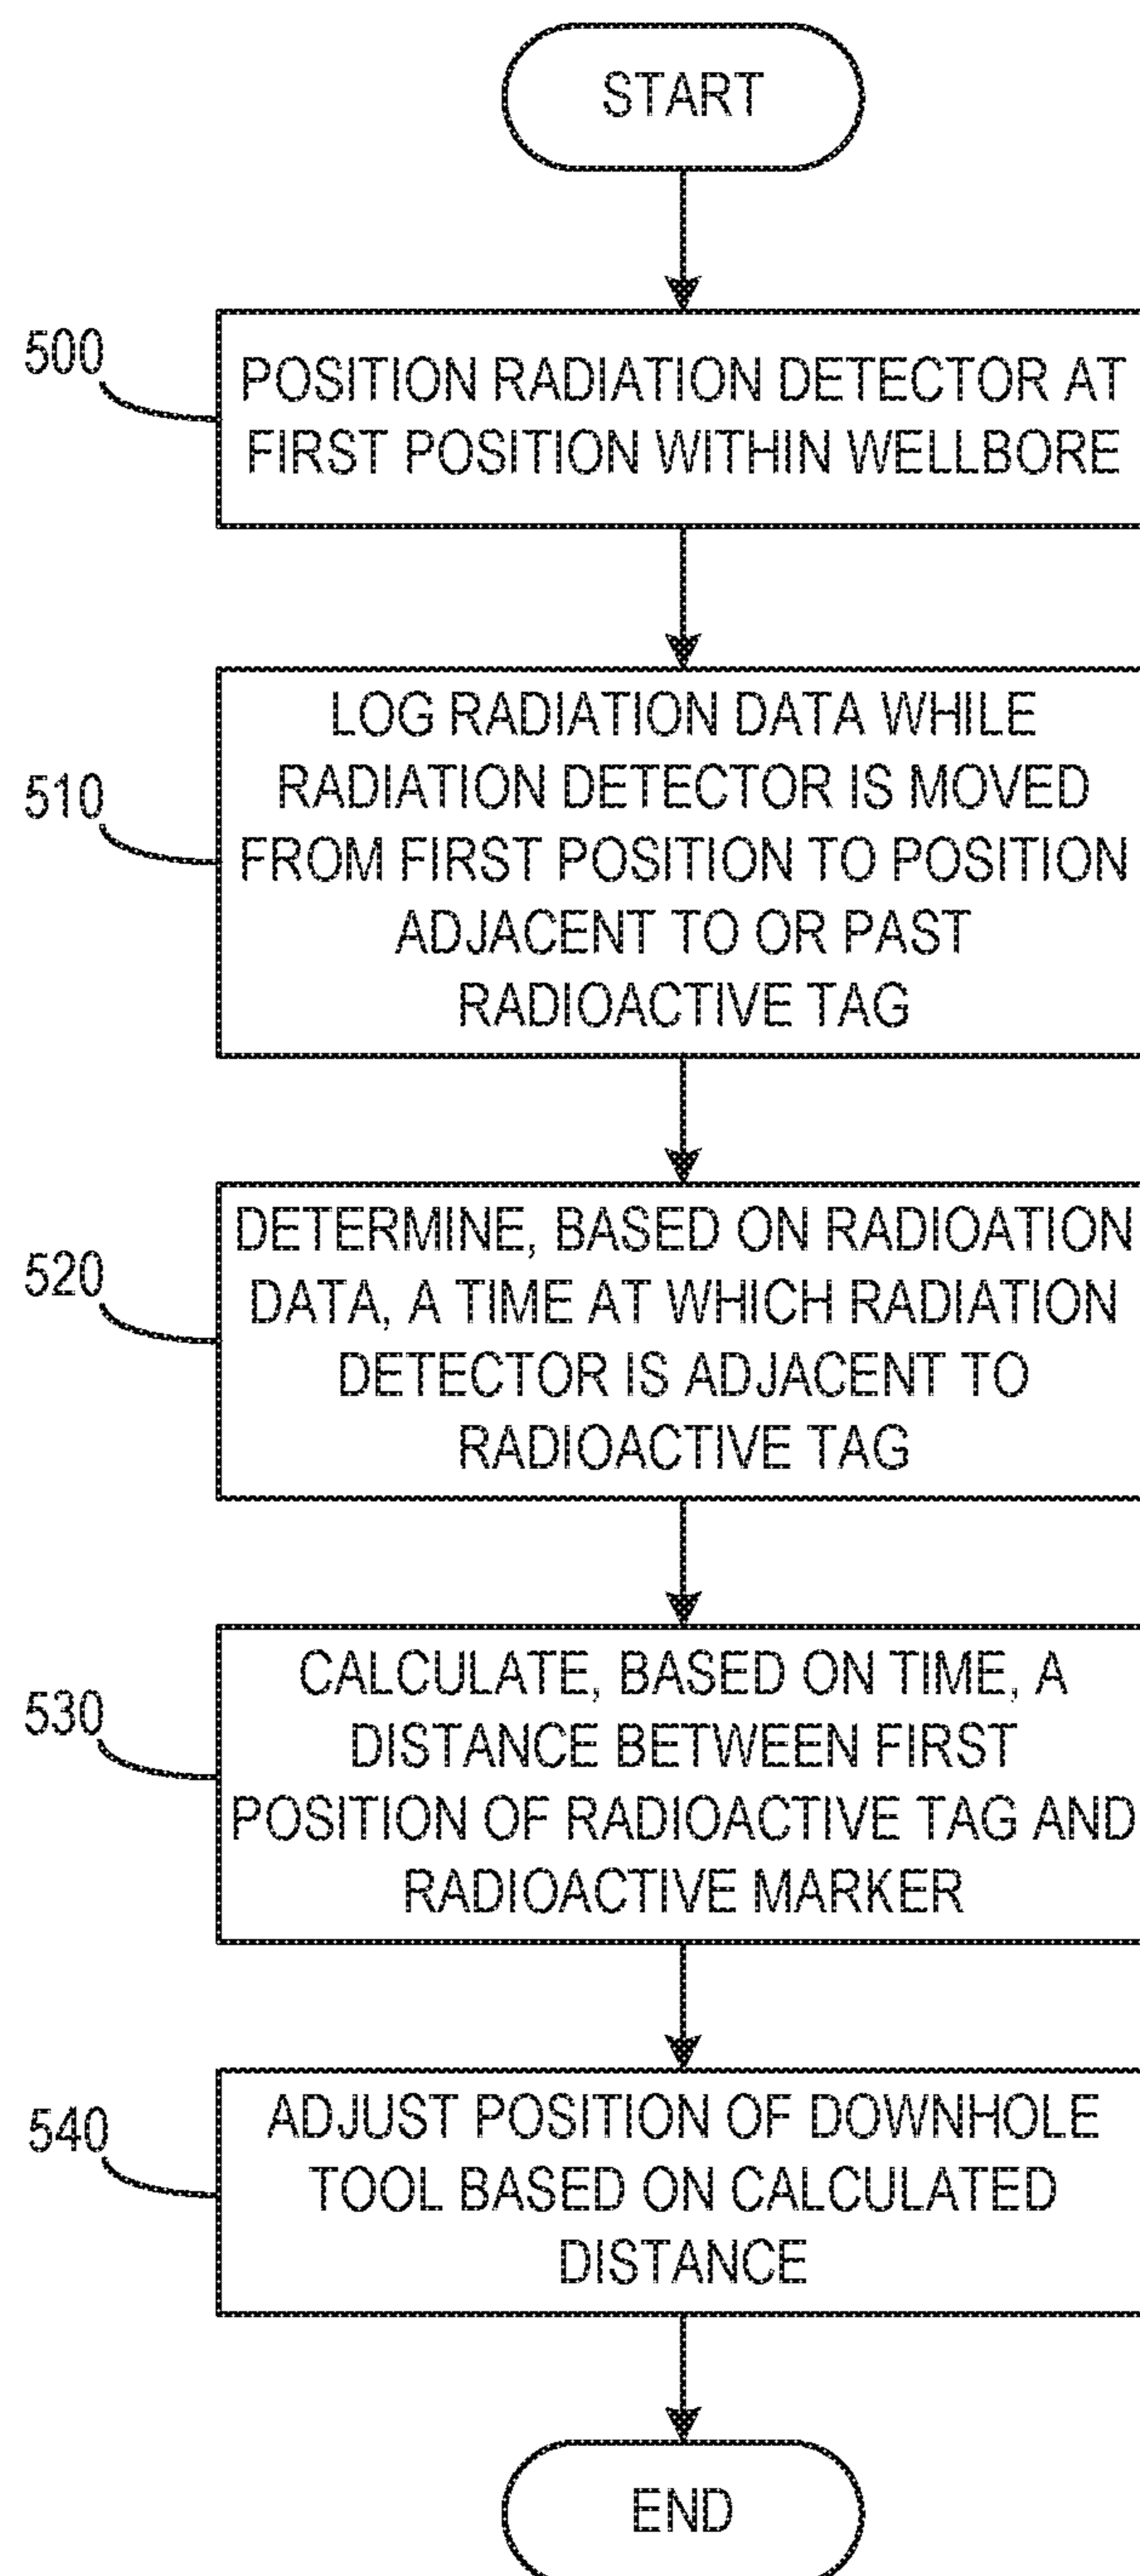 START
500
POSITION RADIATION DETECTOR AT
FIRST POSITION WITHIN WELLBORE
510
LOG RADIATION DATA WHILE
RADIATION DETECTOR IS MOVED
FROM FIRST POSITION TO POSITION
ADJACENT TO OR PAST
RADIOACTIVE TAG
520
DETERMINE, BASED ON RADIOATION
DATA, A TIME AT WHICH RADIATION
DETECTOR IS ADJACENT TO
RADIOACTIVE TAG
530
CALCULATE, BASED ON TIME, A
DISTANCE BETWEEN FIRST
POSITION OF RADIOACTIVE TAG AND
RADIOACTIVE MARKER
540
ADJUST POSITION OF DOWNHOLE
TOOL BASED ON CALCULATED
DISTANCE
END